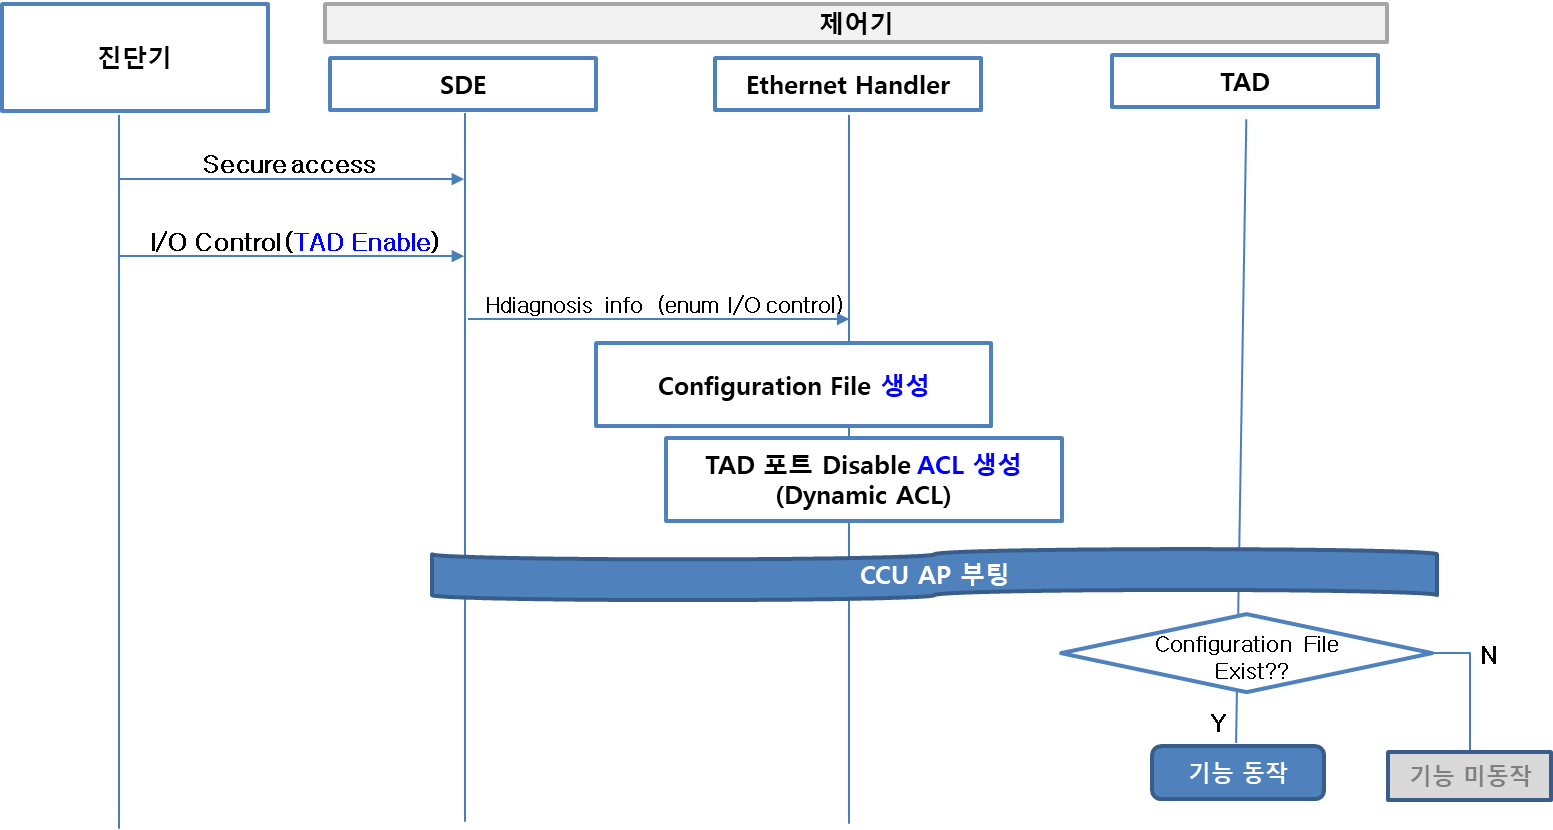 진단기
제어기
SDE
Ethernet Handler
TAD
Secure access
I/O Control(TAD Enable)
Hdiagnosis info (enum I/O control)
Configuration File 생성
TAD 포트 Disable ACL 생성
(Dynamic ACL)
CCU AP 부팅
Configuration File
Exist??
N
Y
기능 동작
기능 미동작